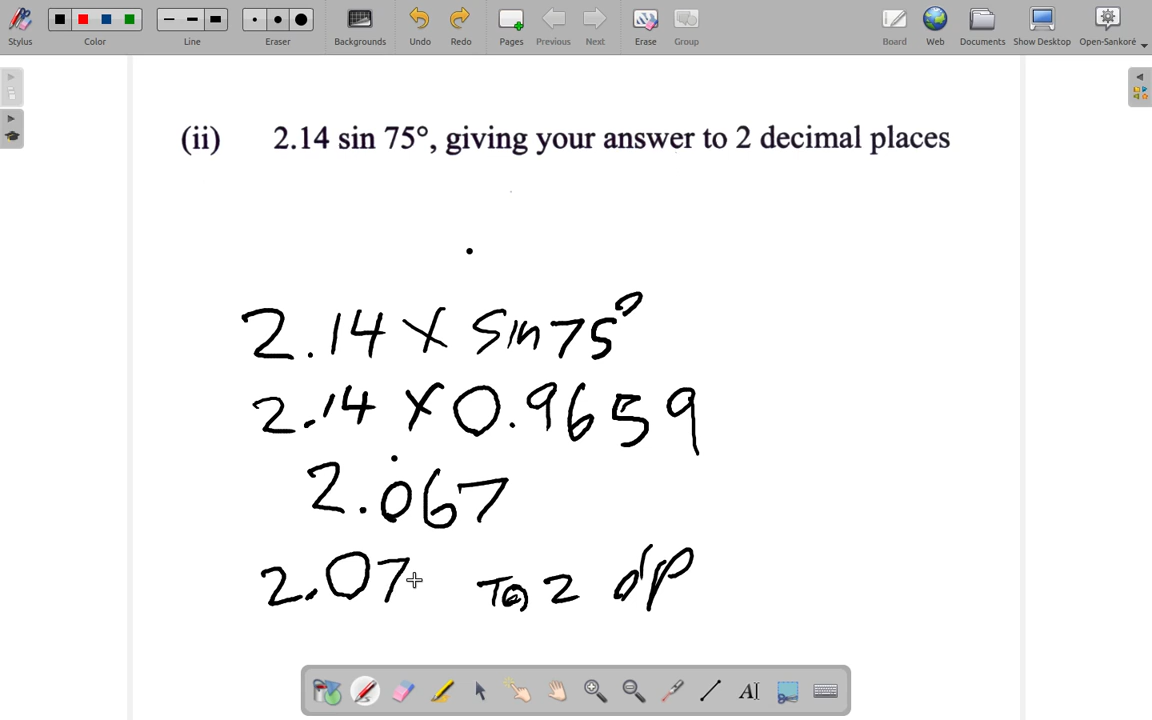 Stylus Color Line Eraser Backgrounds Undo Redo Pages Previous Next Erase Group Board Web Documents Show Desktop Open-Sankoré
(ii) 2.14 sin 75°, giving your answer to 2 decimal places
2.14 X sin 75°
2.14 X 0.9659
2.067
2.07 To 2 dp
AI